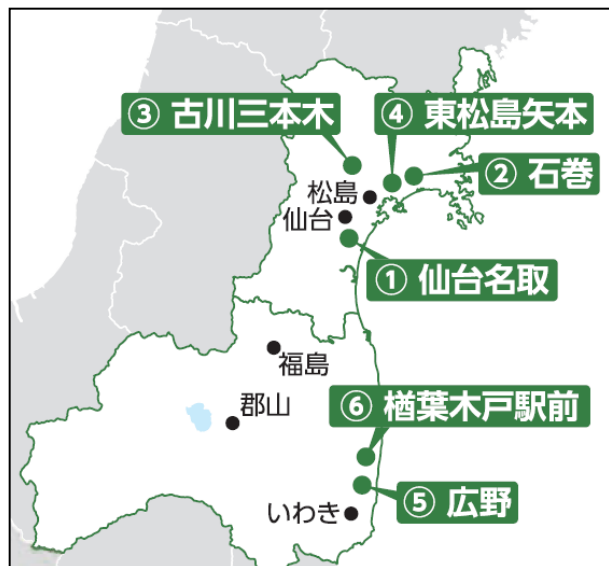 ③ 古川三本木
④ 東松島矢本
② 石巻
松島
仙台
① 仙台名取
福島
郡山
⑥ 楢葉木戸駅前
⑤ 広野
いわき